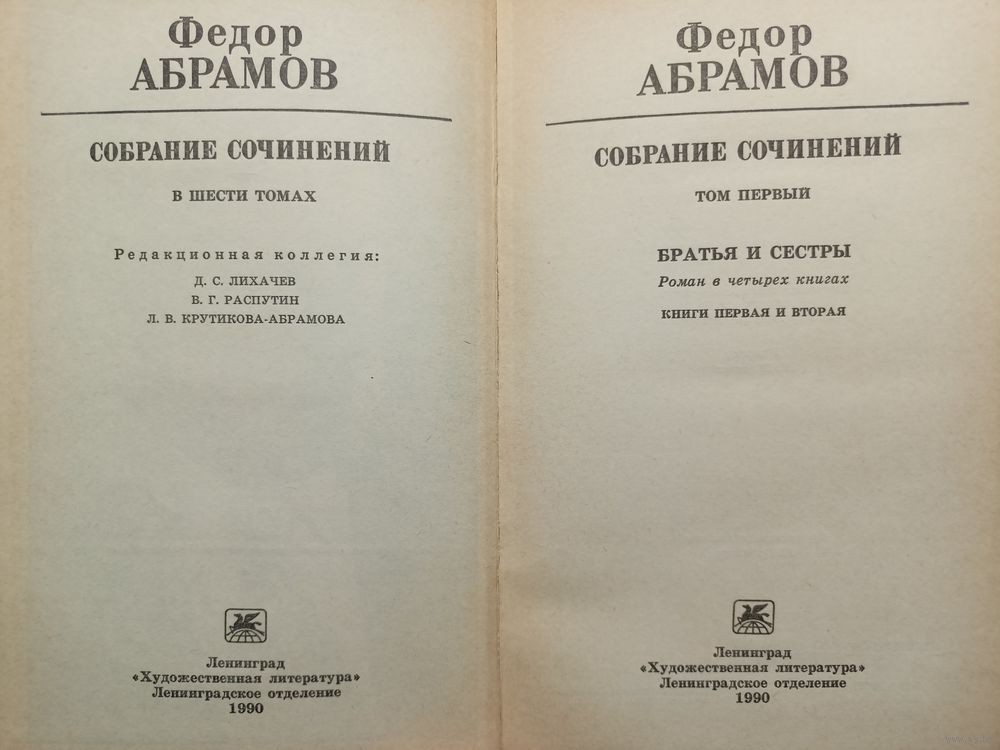 Федор
АБРАМОВ
СОБРАНИЕ СОЧИНЕНИЙ
В ШЕСТИ ТОМАХ
Редакционная коллегия:
Д. С. ЛИХАЧЕВ
В. Г. РАСПУТИН
Л. В. КРУТИКОВА-АБРАМОВА
Ленинград
«Художественная литература»
Ленинградское отделение
1990
Федор
АБРАМОВ
СОБРАНИЕ СОЧИНЕНИЙ
ТОМ ПЕРВЫЙ
БРАТЬЯ И СЕСТРЫ
Роман в четырех книгах
КНИГИ ПЕРВАЯ И ВТОРАЯ
Ленинград
«Художественная литература»
Ленинградское отделение
1990